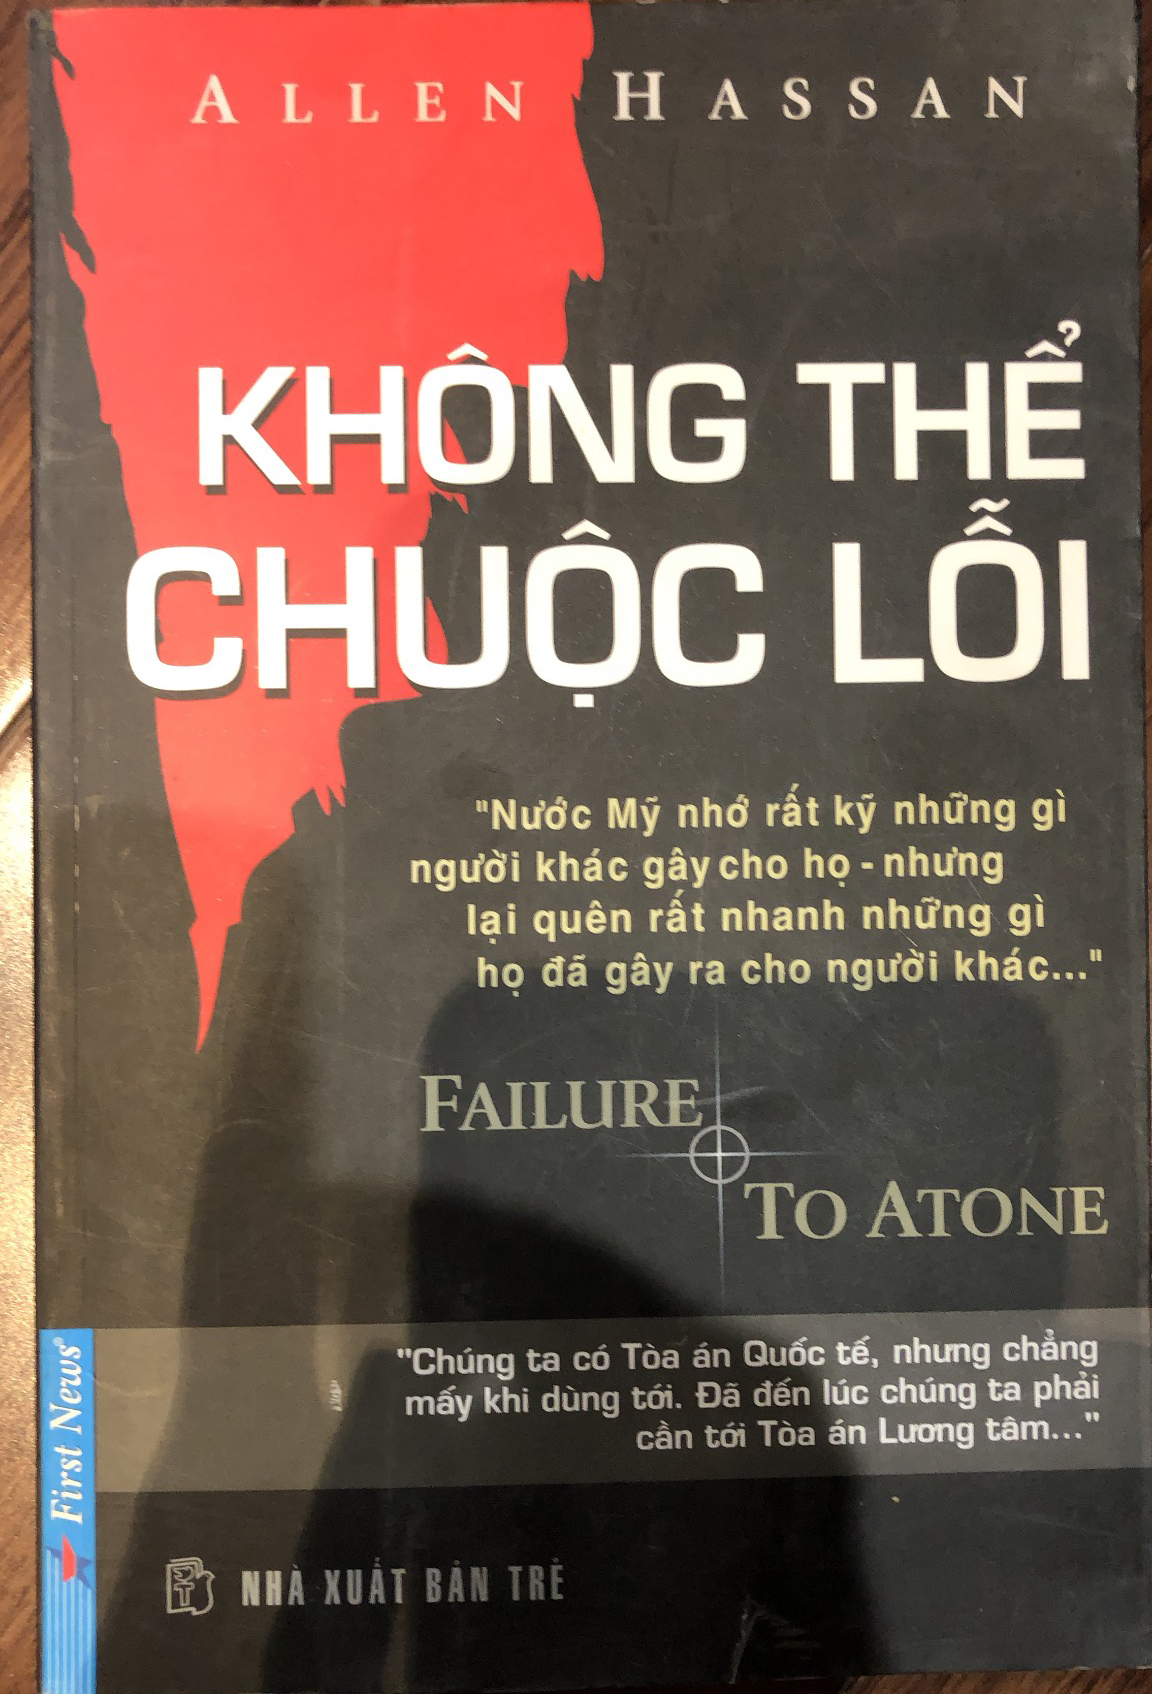 ALLEN HASSAN
KHÔNG THỂ
CHUỘC LỖI
"Nước Mỹ nhớ rất kỹ những gì
người khác gây cho họ - nhưng
lại quên rất nhanh những gì
họ đã gây ra cho người khác..."
FAILURE
TO ATONE
"Chúng ta có Tòa án Quốc tế, nhưng chẳng
mấy khi dùng tới. Đã đến lúc chúng ta phải
cần tới Tòa án Lương tâm..."
First News®
NHÀ XUẤT BẢN TRẺ